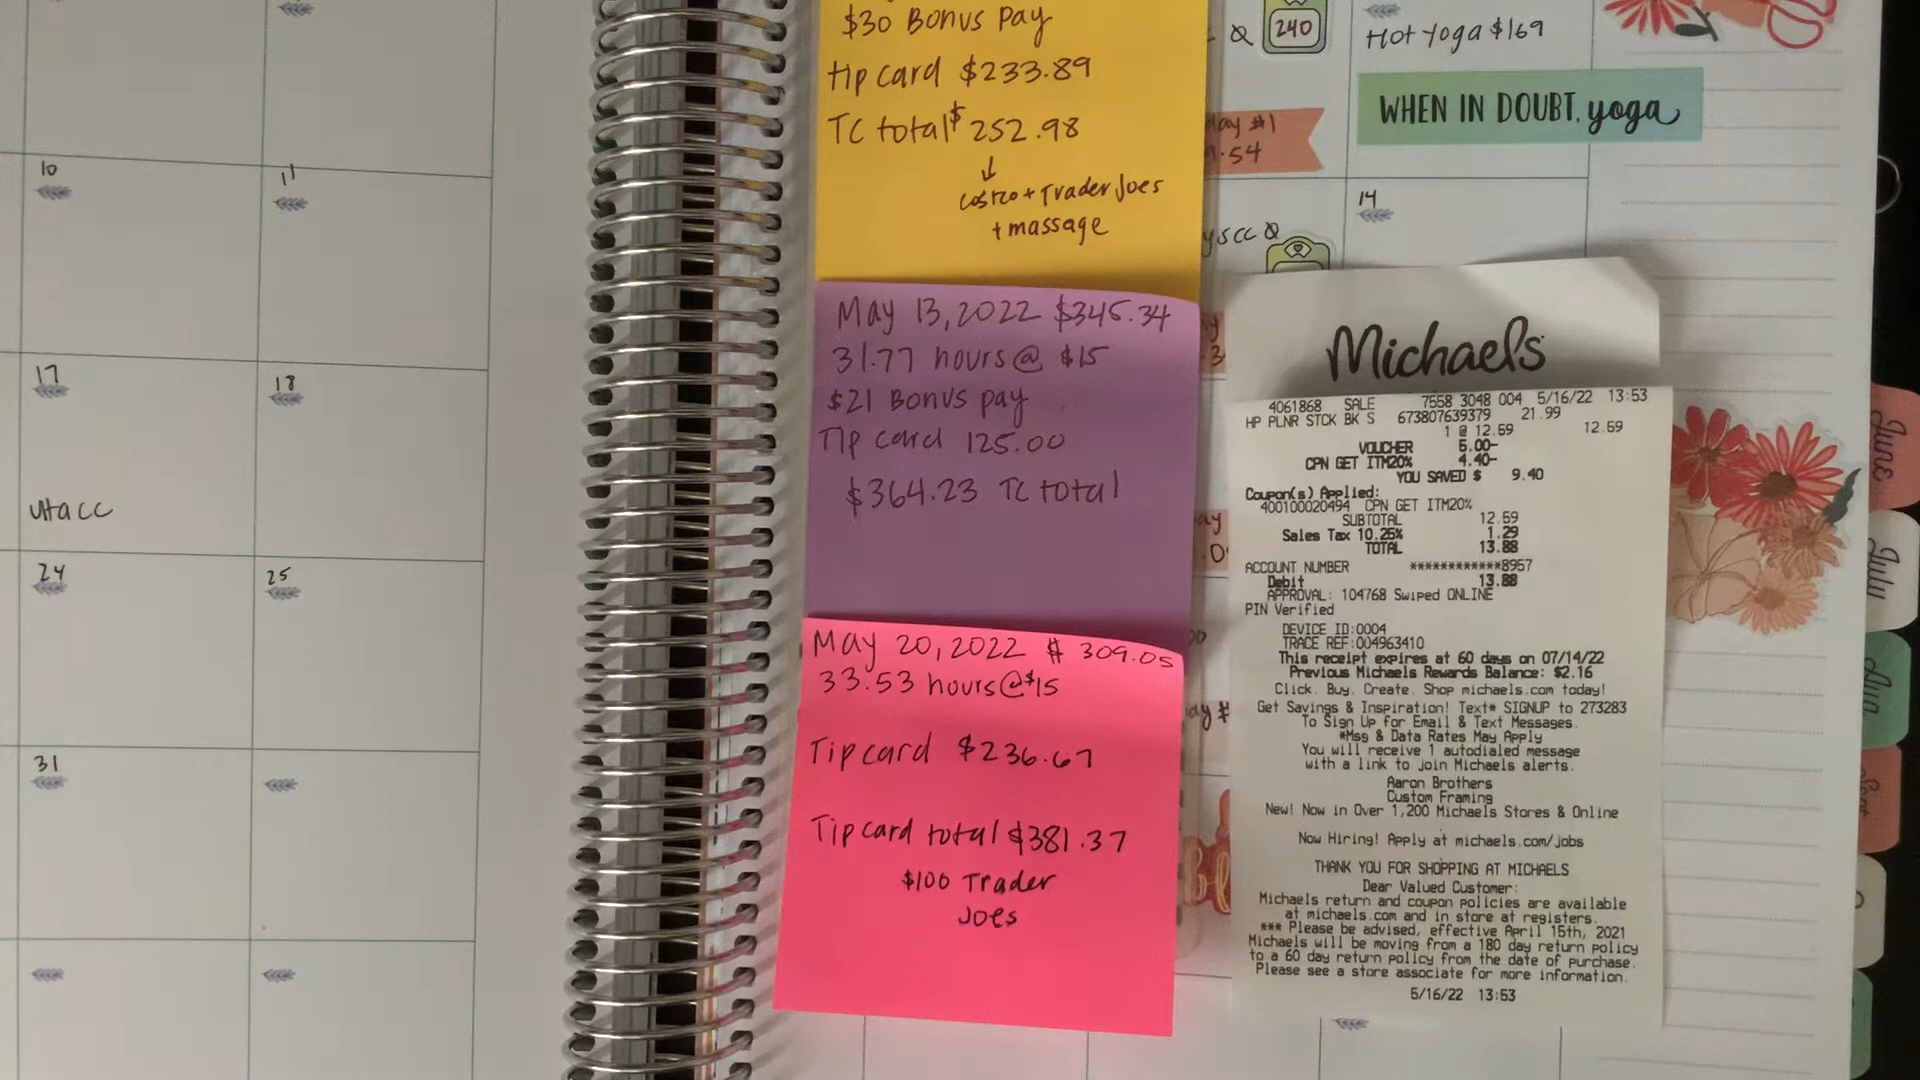 10
11
17
18
utacc
24
25
31
$30 Bonus pay
tip card $233.89
TC total $252.98
↓
costco + Trader Joes
+ massage
May 13, 2022 $345.34
31.77 hours @ $15
$21 Bonus pay
Tip card 125.00
$364.23 TC total
May 20, 2022 $309.05
33.53 hours @ $15
Tip card $236.67
Tip card total $381.37
$100 Trader
Joes
240
Hot Yoga $169
WHEN IN DOUBT, yoga
day #1
.54
14
Michaels
4061868 SALE 7558 3048 004 5/16/22 13:53
HP PLNR STCK BK S 673807639379 21.99
1 @ 12.59 12.59
VOUCHER 5.00-
CPN GET ITM20% 4.40-
YOU SAVED $ 9.40
Coupon(s) Applied:
400100020494 CPN GET ITM20%
SUBTOTAL 12.59
Sales Tax 10.25% 1.29
TOTAL 13.88
ACCOUNT NUMBER ************8957
Debit 13.88
APPROVAL: 104768 Swiped ONLINE
PIN Verified
DEVICE ID:0004
TRACE REF:004963410
This receipt expires at 60 days on 07/14/22
Previous Michaels Rewards Balance: $2.16
Click. Buy. Create. Shop michaels.com today!
Get Savings & Inspiration! Text* SIGNUP to 273283
To Sign Up for Email & Text Messages.
*Msg & Data Rates May Apply
You will receive 1 autodialed message
with a link to join Michaels alerts.
Aaron Brothers
Custom Framing
New! Now in Over 1,200 Michaels Stores & Online
Now Hiring! Apply at michaels.com/jobs
THANK YOU FOR SHOPPING AT MICHAELS
Dear Valued Customer:
Michaels return and coupon policies are available
at michaels.com and in store at registers.
*** Please be advised, effective April 15th, 2021
Michaels will be moving from a 180 day return policy
to a 60 day return policy from the date of purchase.
Please see a store associate for more information.
5/16/22 13:53
June
July
Aug
Sept